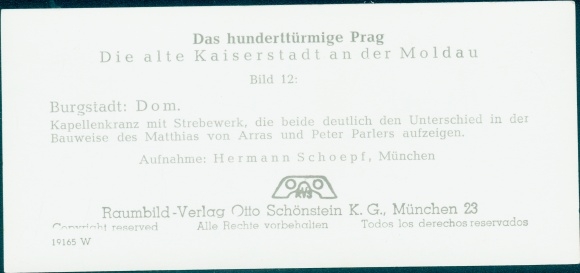 Das hunderttürmige Prag
Die alte Kaiserstadt an der Moldau
Bild 12:
Burgstadt: Dom.
Kapellenkranz mit Strebewerk, die beide deutlich den Unterschied in der
Bauweise des Matthias von Arras und Peter Parlers aufzeigen.
Aufnahme: Hermann Schoepf, München
Raumbild-Verlag Otto Schönstein K. G., München 23
Copyright reserved Alle Rechte vorbehalten Todos los derechos reservados
19165 W